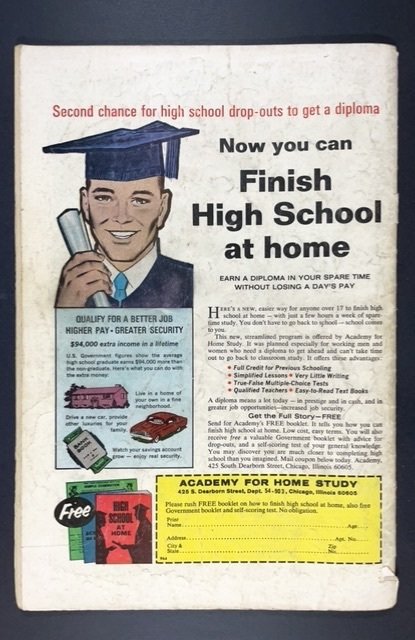 Second chance for high school drop-outs to get a diploma
Now you can
Finish
High School
at home
EARN A DIPLOMA IN YOUR SPARE TIME
WITHOUT LOSING A DAY'S PAY
QUALIFY FOR A BETTER JOB
HIGHER PAY - GREATER SECURITY
$94,000 extra income in a lifetime
U.S. Government figures show the average
high school graduate earns $94,000 more than
the non-graduate. Here's what you can do with
the extra money:
Live in a home of
your own in a fine
neighborhood.
Drive a new car, provide
other luxuries for your
family.
BANK
BOOK
Watch your savings account
grow — enjoy real security.
HERE'S A NEW, easier way for anyone over 17 to finish high
school at home — with just a few hours a week of spare-
time study. You don't have to go back to school — school comes
to you.
This new, streamlined program is offered by Academy for
Home Study. It was planned especially for working men and
women who need a diploma to get ahead and can't take time
out to go back to classroom study. It offers these advantages:
Full Credit for Previous Schooling
Simplified Lessons Very Little Writing
True-False Multiple-Choice Tests
Qualified Teachers Easy-to-Read Text Books
A diploma means a lot today — in prestige and in cash, and in
greater job opportunities—increased job security.
Get the Full Story—FREE
Send for Academy's FREE booklet. It tells you how you can
finish high school at home. Low cost, easy terms. You will also
receive free a valuable Government booklet with advice for
drop-outs, and a self-scoring test of your general knowledge.
You may discover you are much closer to completing high
school than you imagined. Mail coupon below today. Academy,
425 South Dearborn Street, Chicago, Illinois 60605.
Free
HIGH
SCHOOL
AT
HOME
ACADEMY FOR HOME STUDY
425 S. Dearborn Street, Dept. Chicago, Illinois 60605
Please rush FREE booklet on how to finish high school at home, also free
Government booklet and self-scoring test. No obligation.
Print
Name Age
Address Apt. No.
City & Zip
State No.